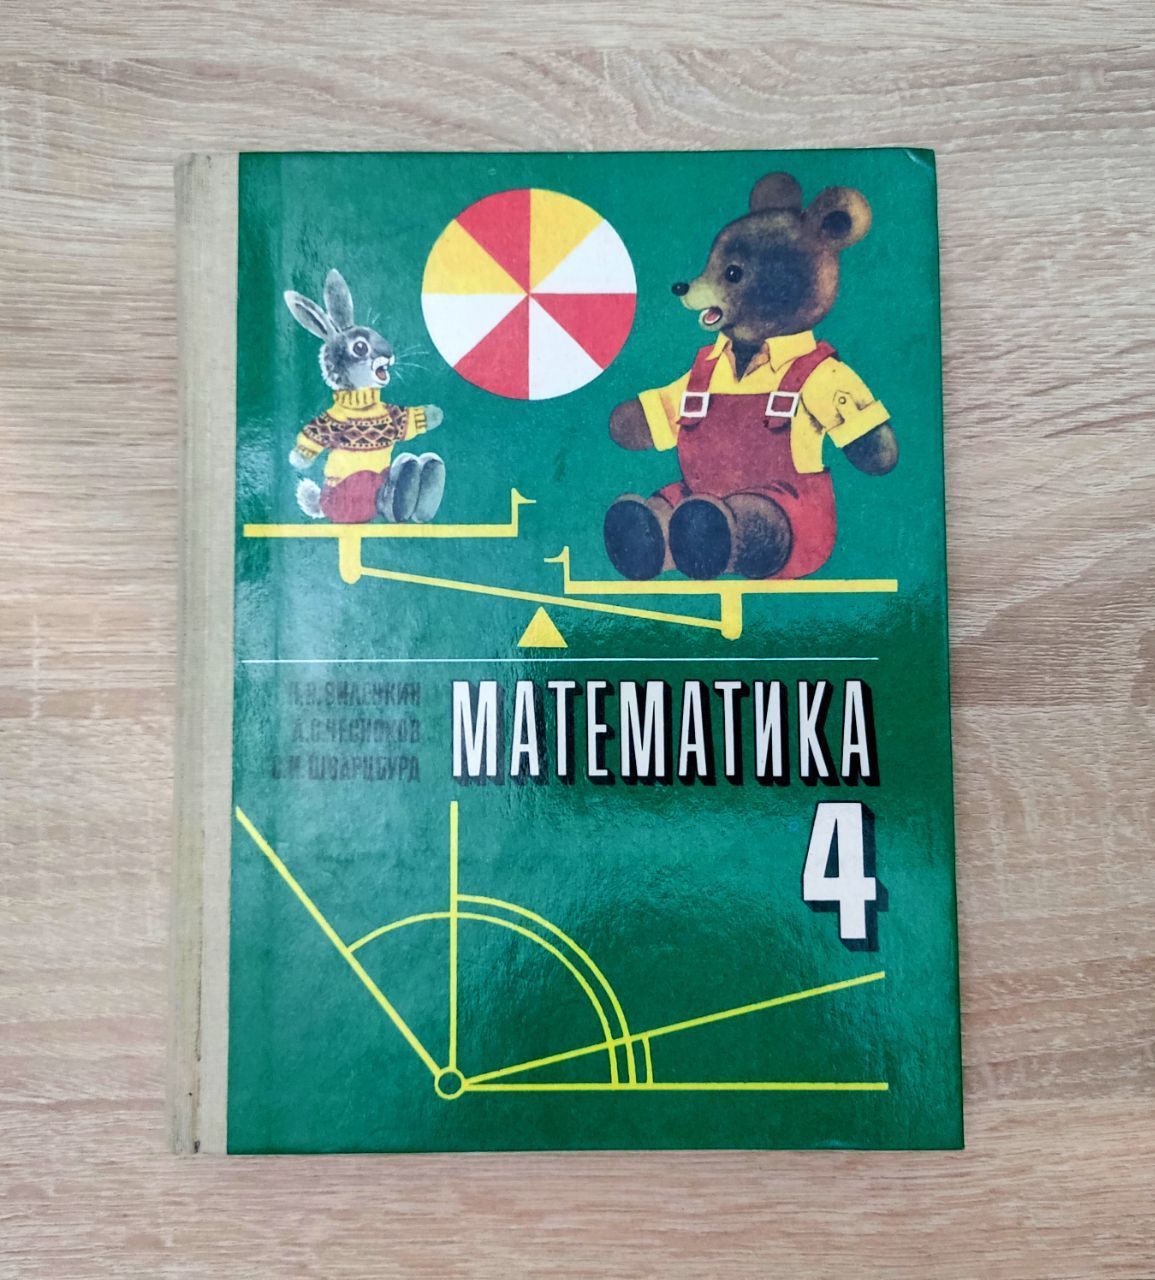 Н.Я.ВИЛЕНКИН
А.С.ЧЕСНОКОВ
С.И.ШВАРЦБУРД
МАТЕМАТИКА
4